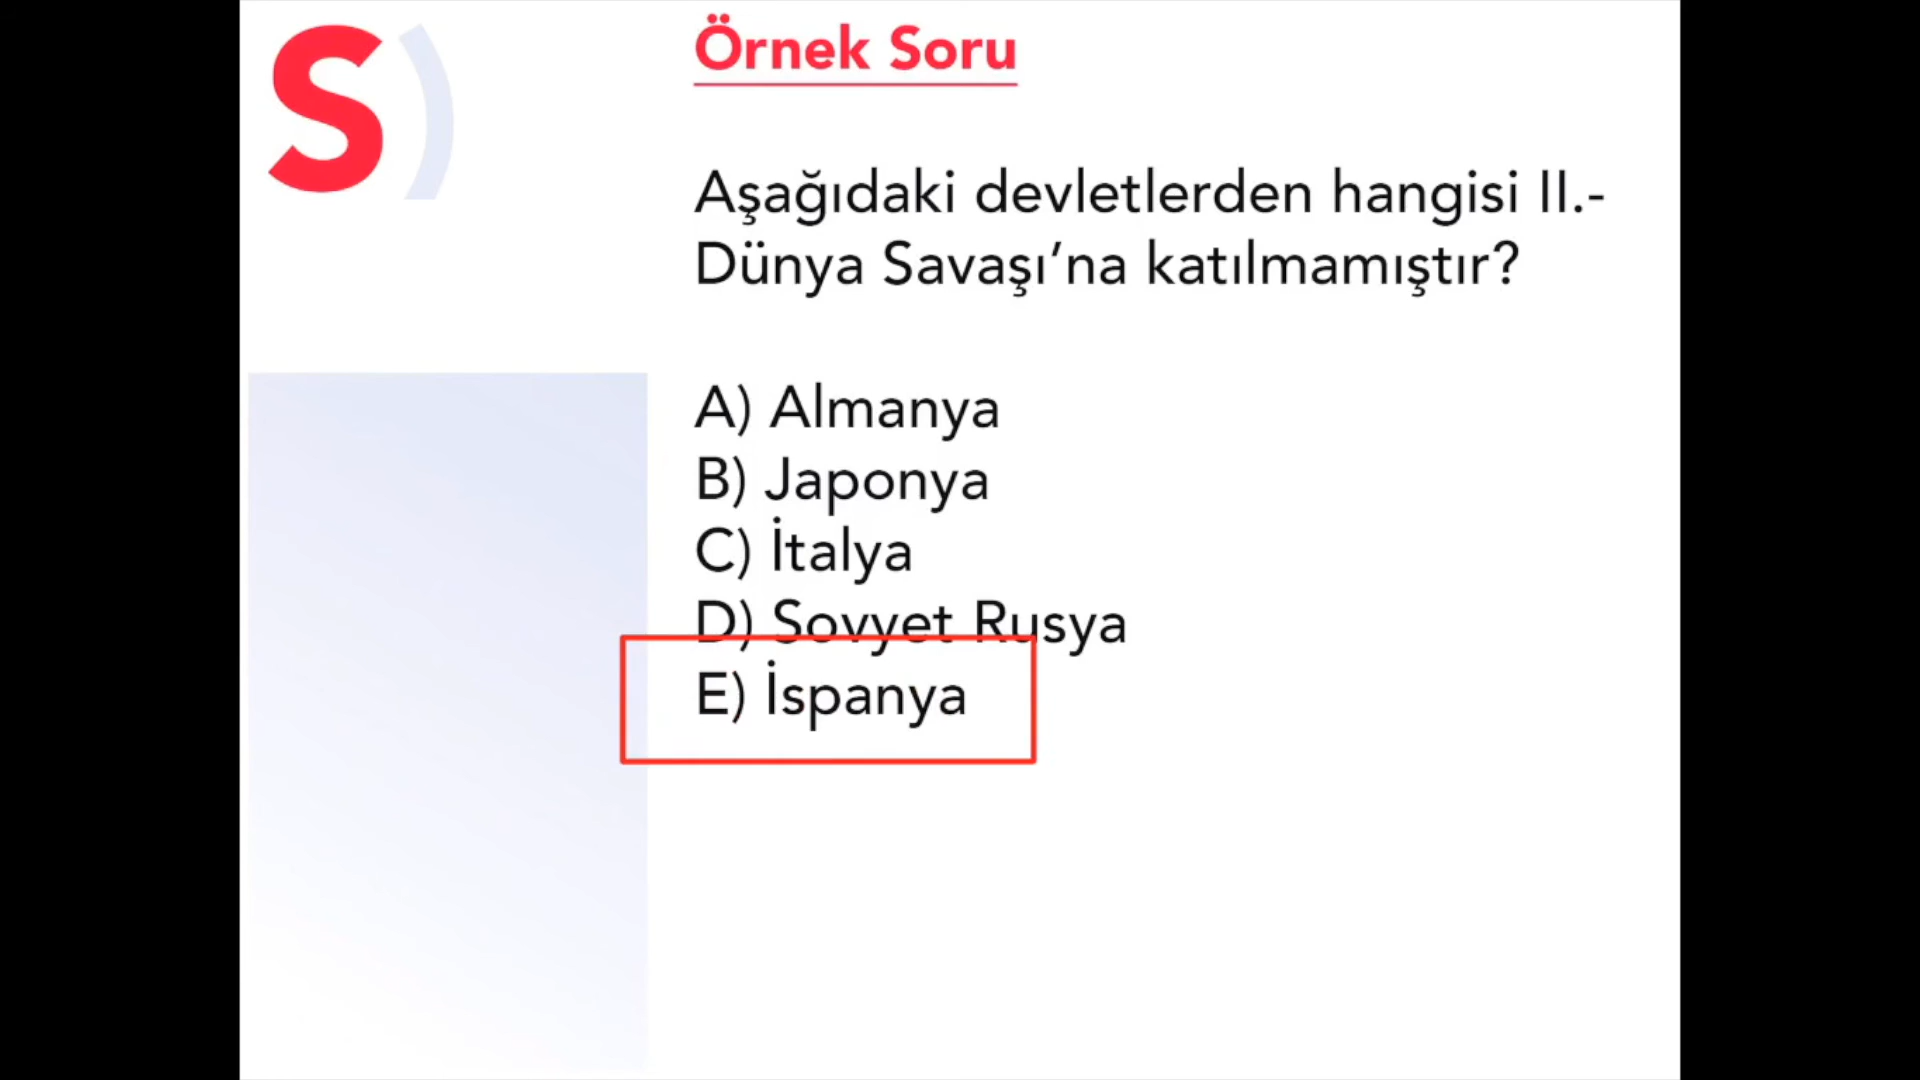 S)
Örnek Soru
Aşağıdaki devletlerden hangisi II.-
Dünya Savaşı’na katılmamıştır?
A) Almanya
B) Japonya
C) İtalya
D) Sovyet Rusya
E) İspanya